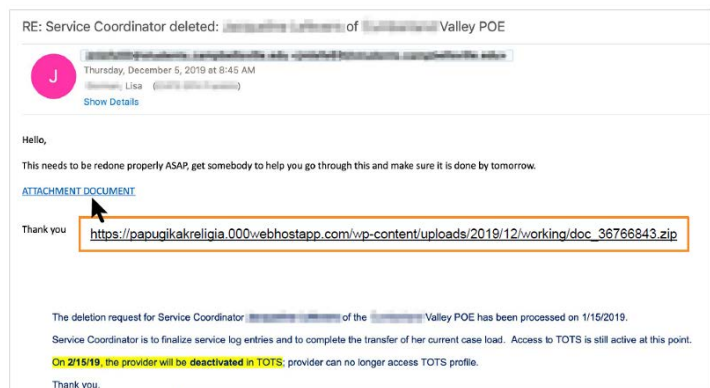 RE: Service Coordinator deleted: of Valley POE
J
Thursday, December 5, 2019 at 8:45 AM
Lisa
Show Details
Hello,
This needs to be redone properly ASAP, get somebody to help you go through this and make sure it is done by tomorrow.
ATTACHMENT DOCUMENT
Thank you
https://papugikakreligia.000webhostapp.com/wp-content/uploads/2019/12/working/doc_36766843.zip
The deletion request for Service Coordinator of the Valley POE has been processed on 1/15/2019.
Service Coordinator is to finalize service log entries and to complete the transfer of her current case load. Access to TOTS is still active at this point.
On 2/15/19, the provider will be deactivated in TOTS; provider can no longer access TOTS profile.
Thank you.